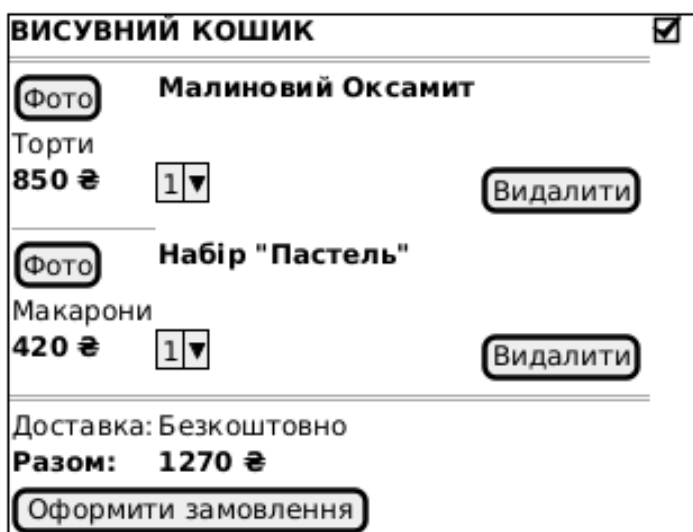 ВИСУВНИЙ КОШИК
Фото Малиновий Оксамит
Торти
850 ₴ 1 Видалити
Фото Набір "Пастель"
Макарони
420 ₴ 1 Видалити
Доставка: Безкоштовно
Разом: 1270 ₴
Оформити замовлення